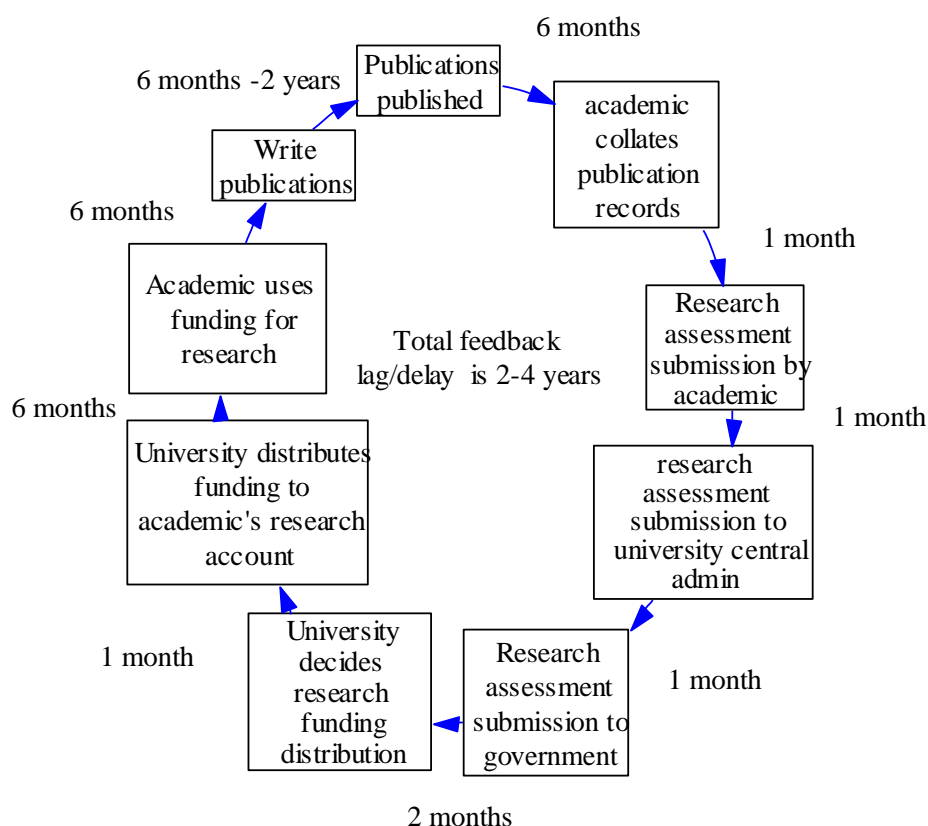 6 months
Publications
published
6 months -2 years
academic
collates
publication
records
Write
publications
6 months
1 month
Academic uses
funding for
research
Research
assessment
submission by
academic
Total feedback
lag/delay is 2-4 years
6 months
1 month
University distributes
funding to
academic's research
account
research
assessment
submission to
university central
admin
University
decides
research
funding
distribution
1 month
Research
assessment
submission to
government
1 month
2 months